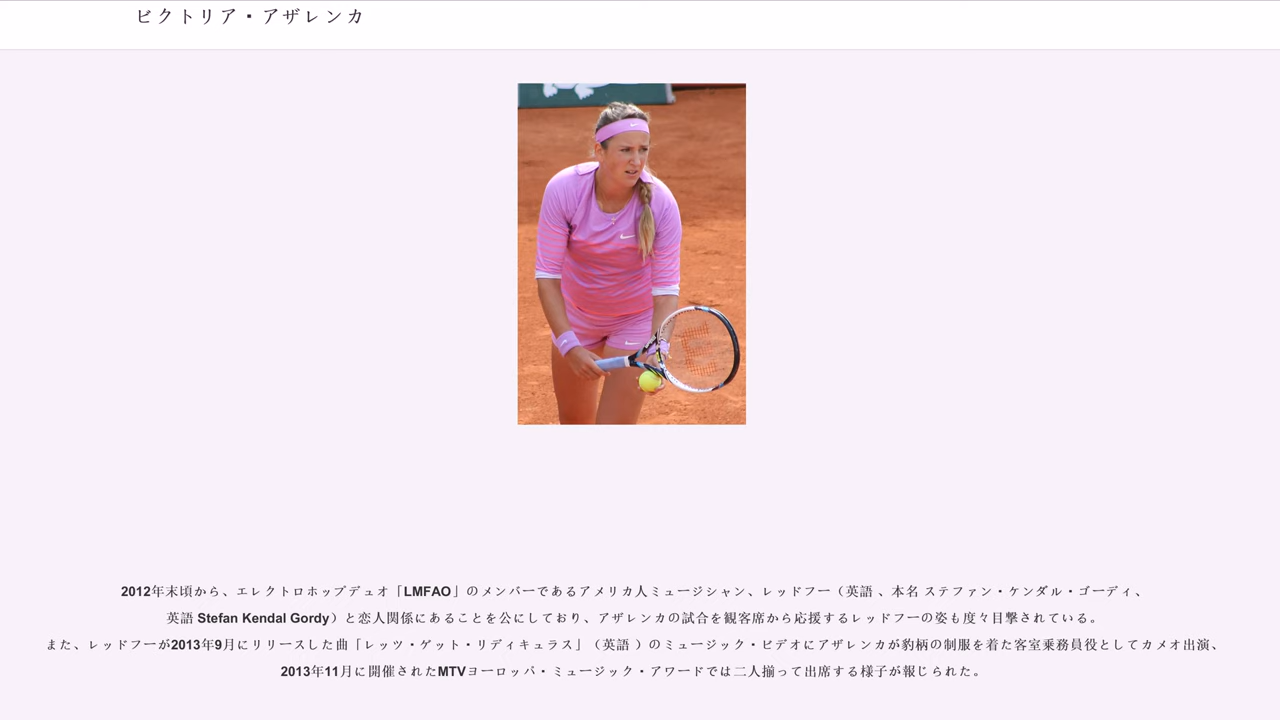 ビクトリア・アザレンカ
2012年末頃から、エレクトロホップデュオ「LMFAO」のメンバーであるアメリカ人ミュージシャン、レッドフー（英語 、本名 ステファン・ケンダル・ゴーディ、
英語 Stefan Kendal Gordy）と恋人関係にあることを公にしており、アザレンカの試合を観客席から応援するレッドフーの姿も度々目撃されている。
また、レッドフーが2013年9月にリリースした曲「レッツ・ゲット・リディキュラス」（英語 ）のミュージック・ビデオにアザレンカが豹柄の制服を着た客室乗務員役としてカメオ出演、
2013年11月に開催されたMTVヨーロッパ・ミュージック・アワードでは二人揃って出席する様子が報じられた。